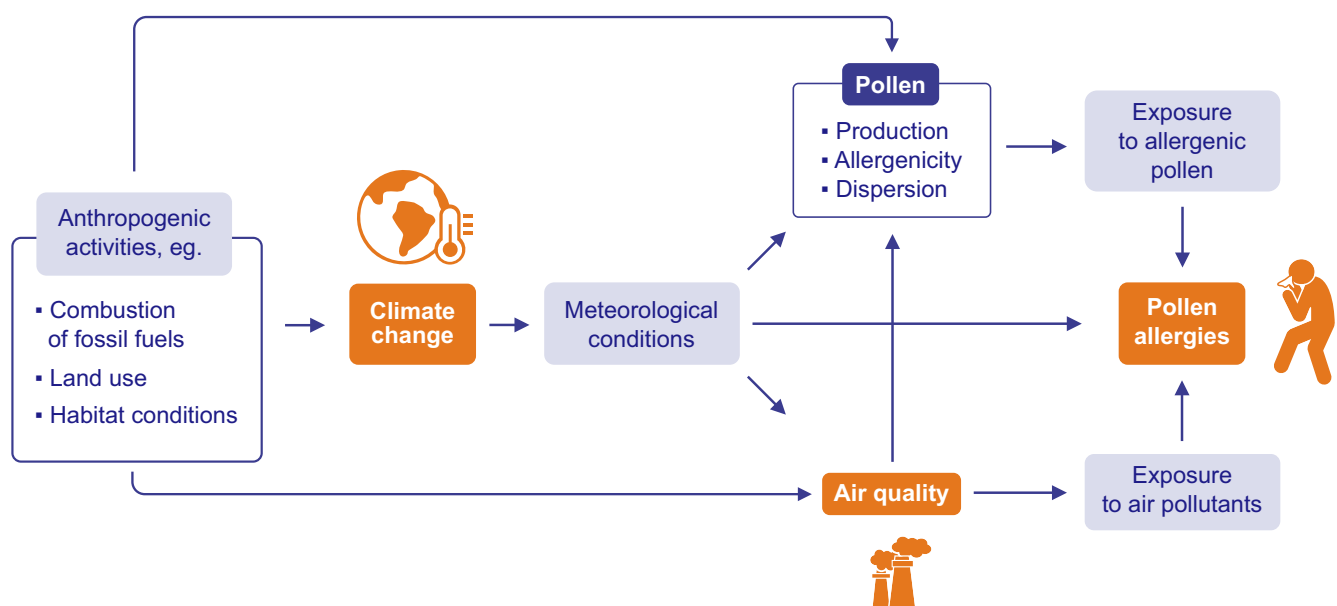 Pollen
▪ Production
▪ Allergenicity
▪ Dispersion
Exposure
to allergenic
pollen
Anthropogenic
activities, eg.
▪ Combustion
of fossil fuels
▪ Land use
▪ Habitat conditions
Climate
change
Meteorological
conditions
Pollen
allergies
Air quality
Exposure
to air pollutants